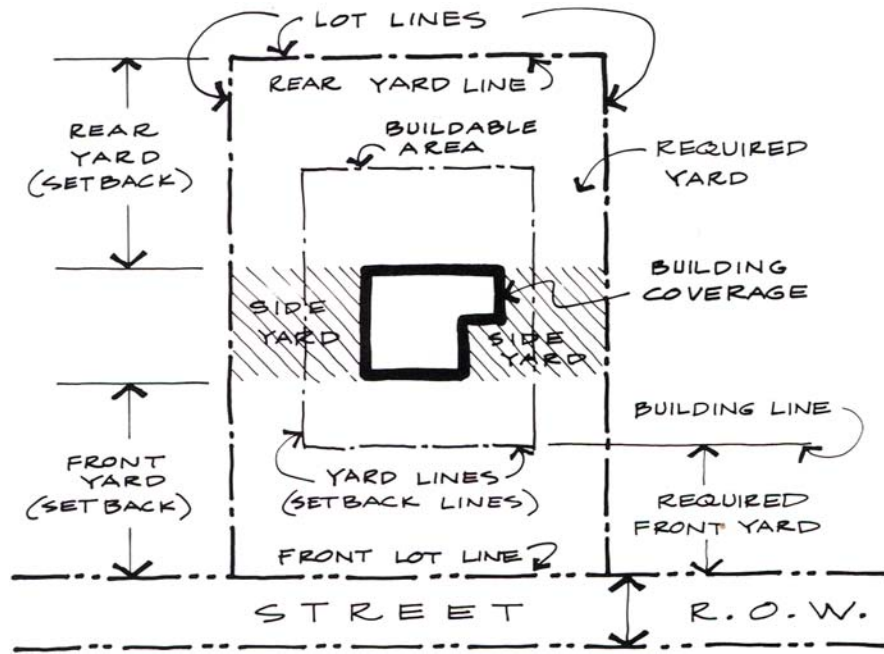 LOT LINES
REAR YARD LINE
REAR
YARD
(SETBACK)
BUILDABLE
AREA
REQUIRED
YARD
BUILDING
COVERAGE
SIDE
YARD
SIDE
YARD
BUILDING LINE
FRONT
YARD
(SETBACK)
YARD LINES
(SETBACK LINES)
REQUIRED
FRONT YARD
FRONT LOT LINE
STREET R.O.W.